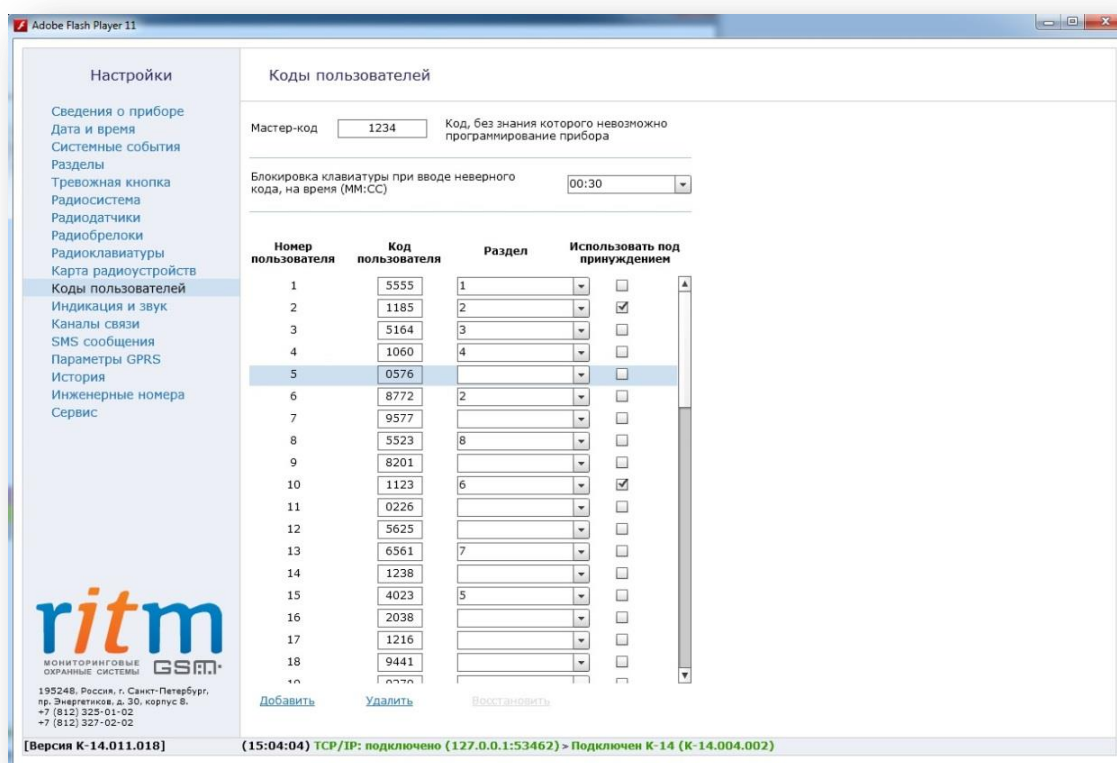 Adobe Flash Player 11
Настройки
Сведения о приборе
Дата и время
Системные события
Разделы
Тревожная кнопка
Радиосистема
Радиодатчики
Радиобрелоки
Радиоклавиатуры
Карта радиоустройств
Коды пользователей
Индикация и звук
Каналы связи
SMS сообщения
Параметры GPRS
История
Инженерные номера
Сервис
ritm
МОНИТОРИНГОВЫЕ
ОХРАННЫЕ СИСТЕМЫ
GSM
195248, Россия, г. Санкт-Петербург,
пр. Энергетиков, д. 30, корпус 8.
+7 (812) 325-01-02
+7 (812) 327-02-02
Коды пользователей
Мастер-код 1234 Код, без знания которого невозможно
программирование прибора
Блокировка клавиатуры при вводе неверного
кода, на время (ММ:СС) 00:30
Номер пользователя Код пользователя Раздел Использовать под принуждением
1 5555 1
2 1185 2
3 5164 3
4 1060 4
5 0576
6 8772 2
7 9577
8 5523 8
9 8201
10 1123 6
11 0226
12 5625
13 6561 7
14 1238
15 4023 5
16 2038
17 1216
18 9441
Добавить Удалить Восстановить
[Версия K-14.011.018] (15:04:04) TCP/IP: подключено (127.0.0.1:53462) > Подключен K-14 (K-14.004.002)